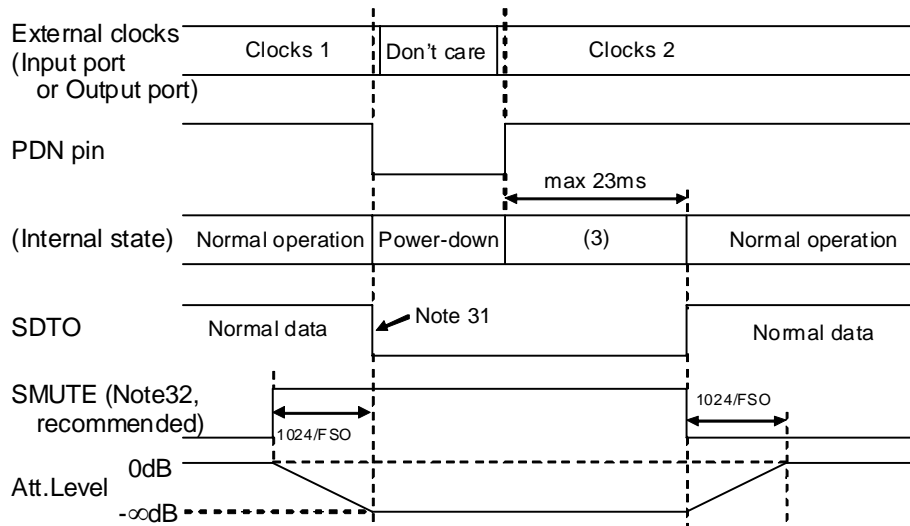 External clocks
(Input port
or Output port)
Clocks 1
Don't care
Clocks 2
PDN pin
max 23ms
(Internal state)
Normal operation
Power-down
(3)
Normal operation
SDTO
Normal data
Note 31
Normal data
SMUTE (Note32,
recommended)
1024/FSO
1024/FSO
Att.Level
0dB
-∞dB